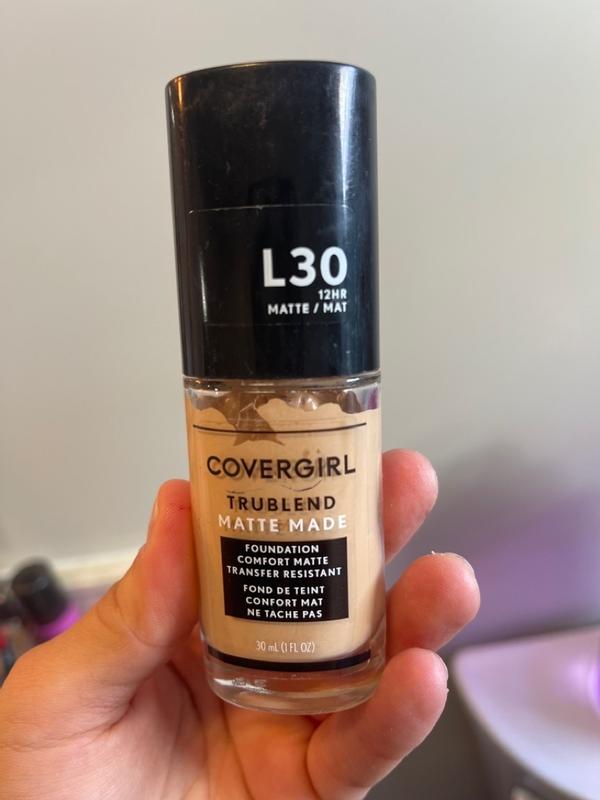 L30
12HR
MATTE / MAT
COVERGIRL
TRUBLEND
MATTE MADE
FOUNDATION
COMFORT MATTE
TRANSFER RESISTANT
FOND DE TEINT
CONFORT MAT
NE TACHE PAS
30 mL (1 FL OZ)